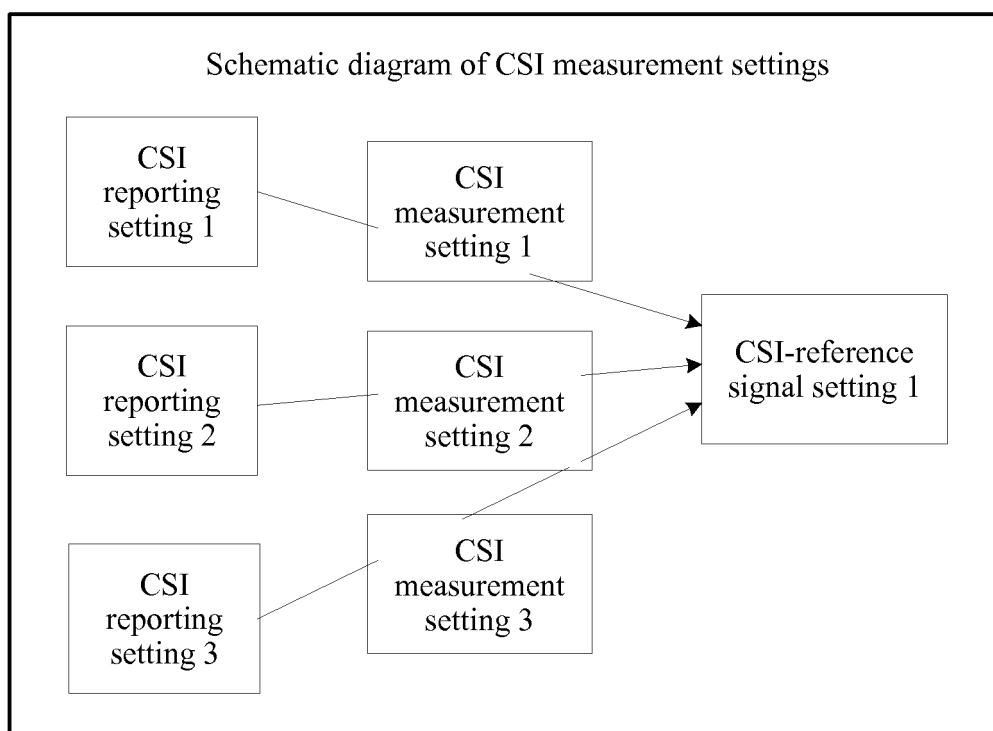 Schematic diagram of CSI measurement settings
CSI
reporting
setting 1
CSI
measurement
setting 1
CSI
reporting
setting 2
CSI
measurement
setting 2
CSI-reference
signal setting 1
CSI
reporting
setting 3
CSI
measurement
setting 3